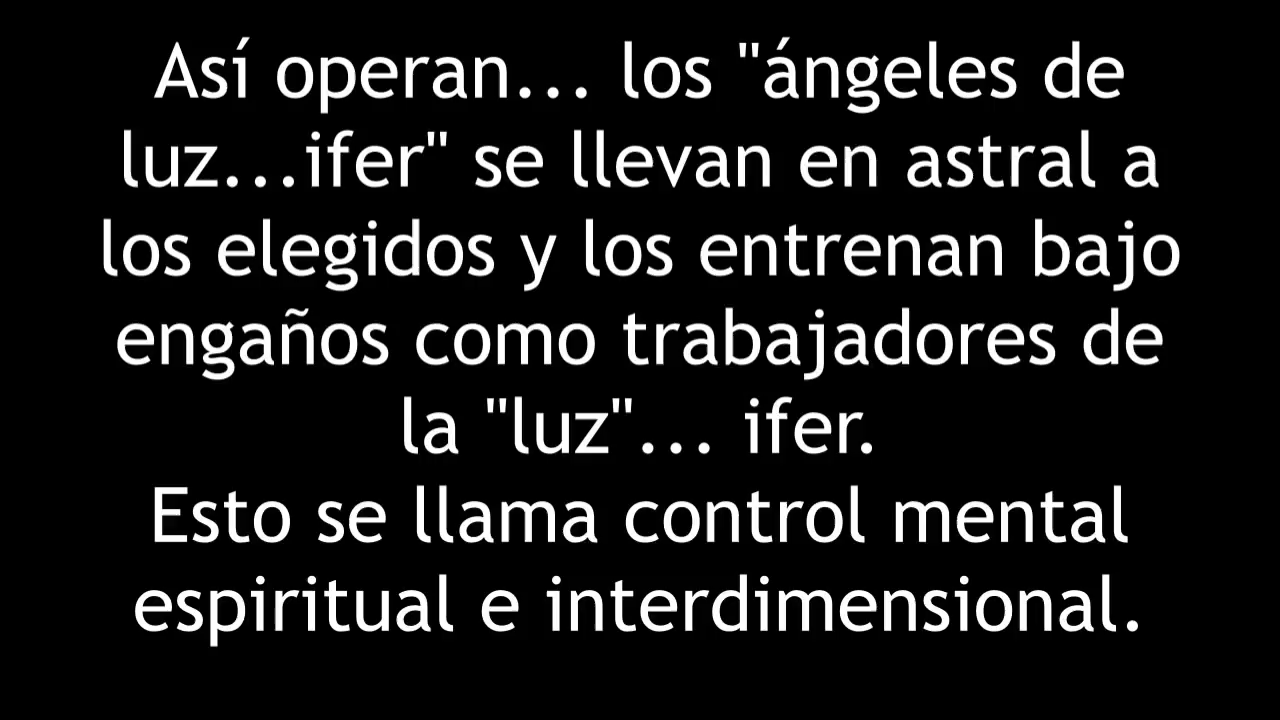 Así operan... los "ángeles de
luz...ifer" se llevan en astral a
los elegidos y los entrenan bajo
engaños como trabajadores de
la "luz"... ifer.
Esto se llama control mental
espiritual e interdimensional.